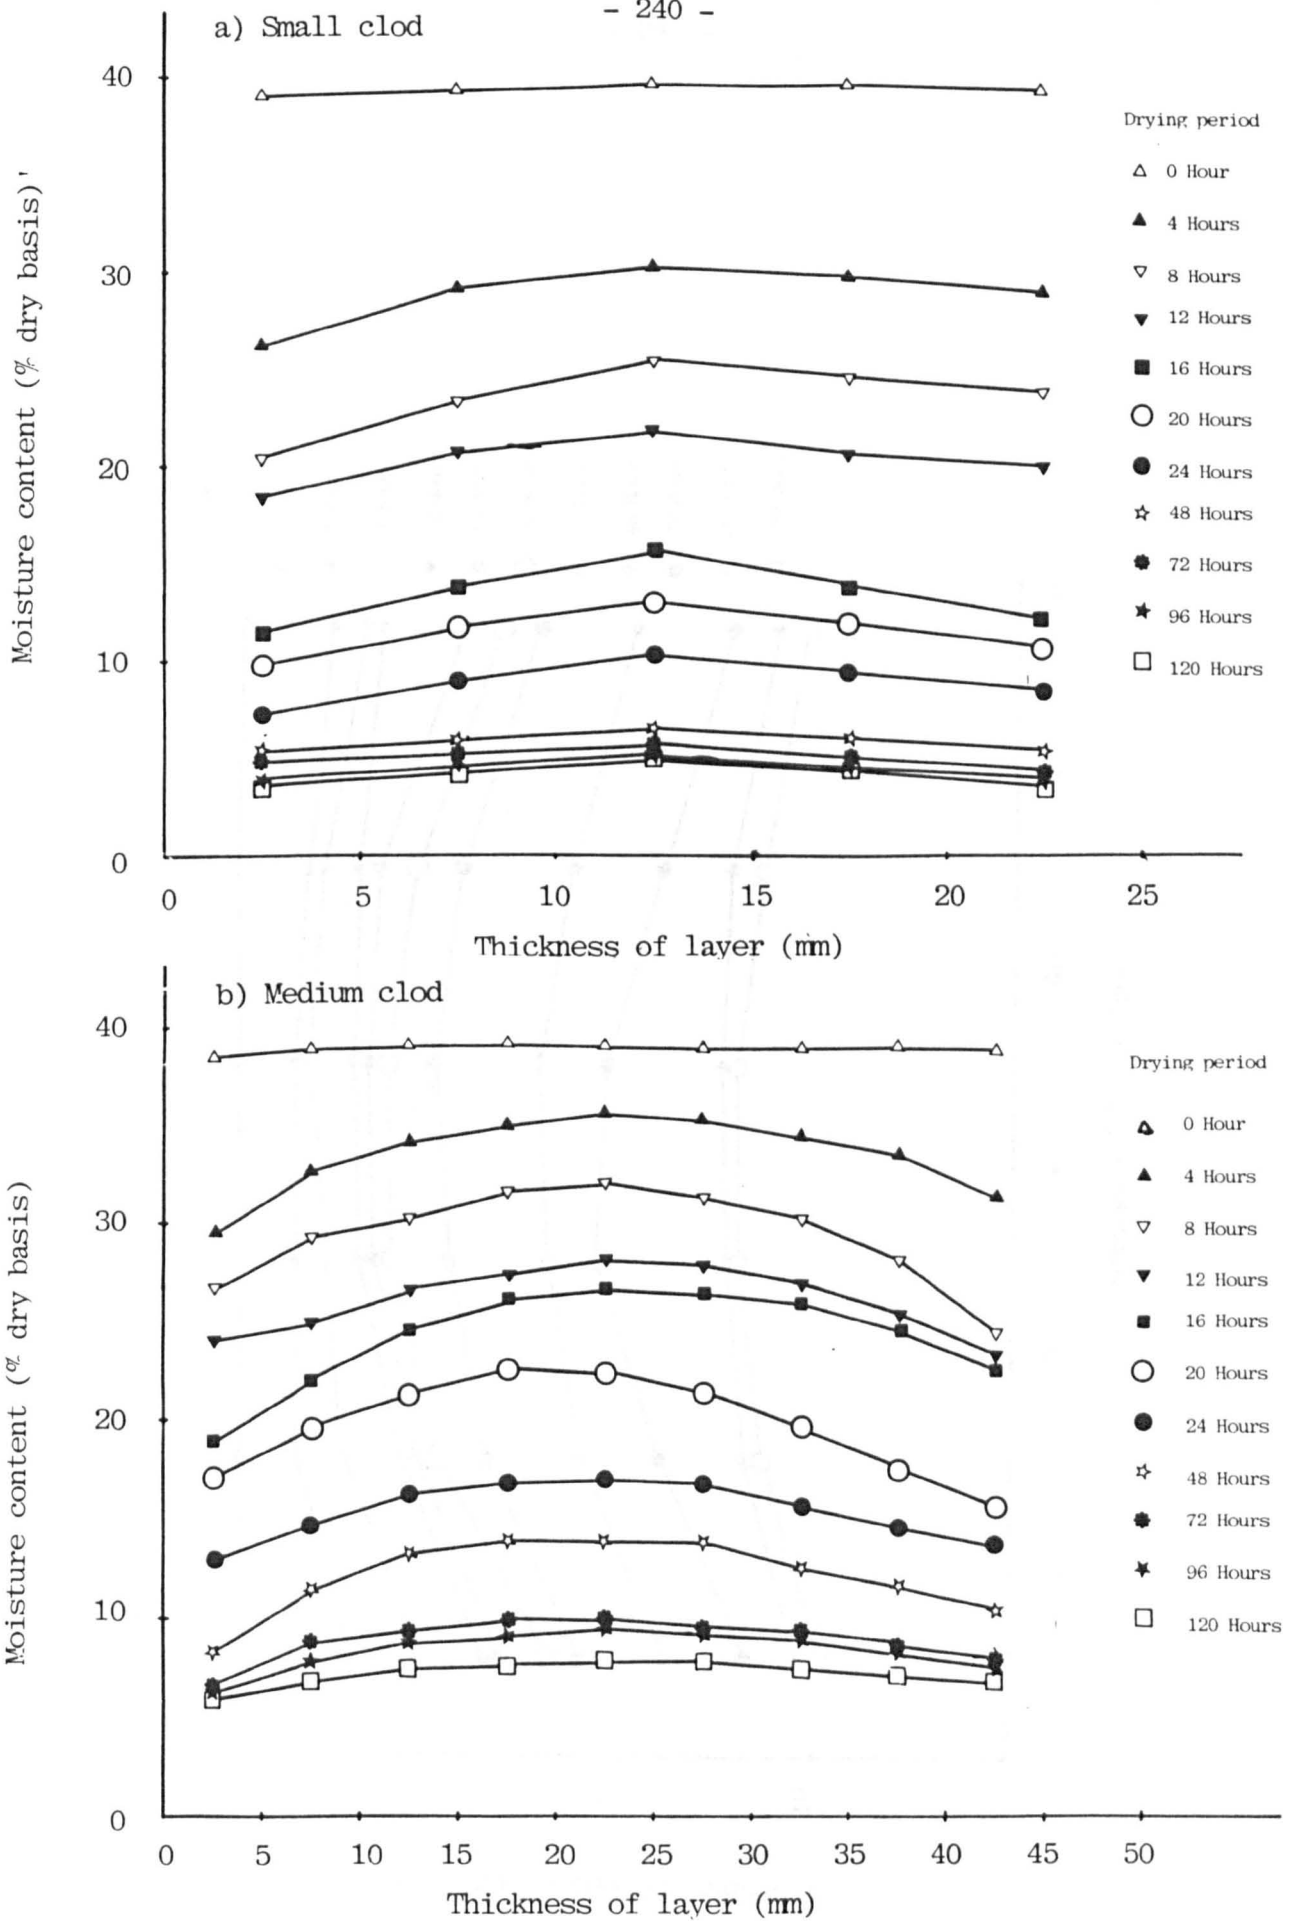 - 240 -
a) Small clod
Moisture content (% dry basis)'
40
30
20
10
0
0 5 10 15 20 25
Thickness of layer (mm)
Drying period
0 Hour
4 Hours
8 Hours
12 Hours
16 Hours
20 Hours
24 Hours
48 Hours
72 Hours
96 Hours
120 Hours
b) Medium clod
Moisture content (% dry basis)
40
30
20
10
0
0 5 10 15 20 25 30 35 40 45 50
Thickness of layer (mm)
Drying period
0 Hour
4 Hours
8 Hours
12 Hours
16 Hours
20 Hours
24 Hours
48 Hours
72 Hours
96 Hours
120 Hours